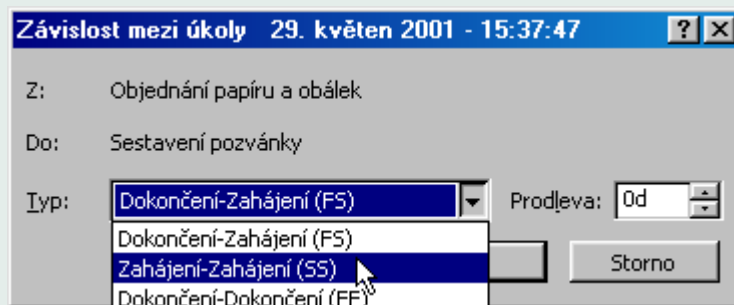 Závislost mezi úkoly 29. květen 2001 - 15:37:47
Z: Objednání papíru a obálek
Do: Sestavení pozvánky
Typ: Dokončení-Zahájení (FS) Prodleva: 0d
Dokončení-Zahájení (FS)
Zahájení-Zahájení (SS) Storno
Dokončení-Dokončení (FF)